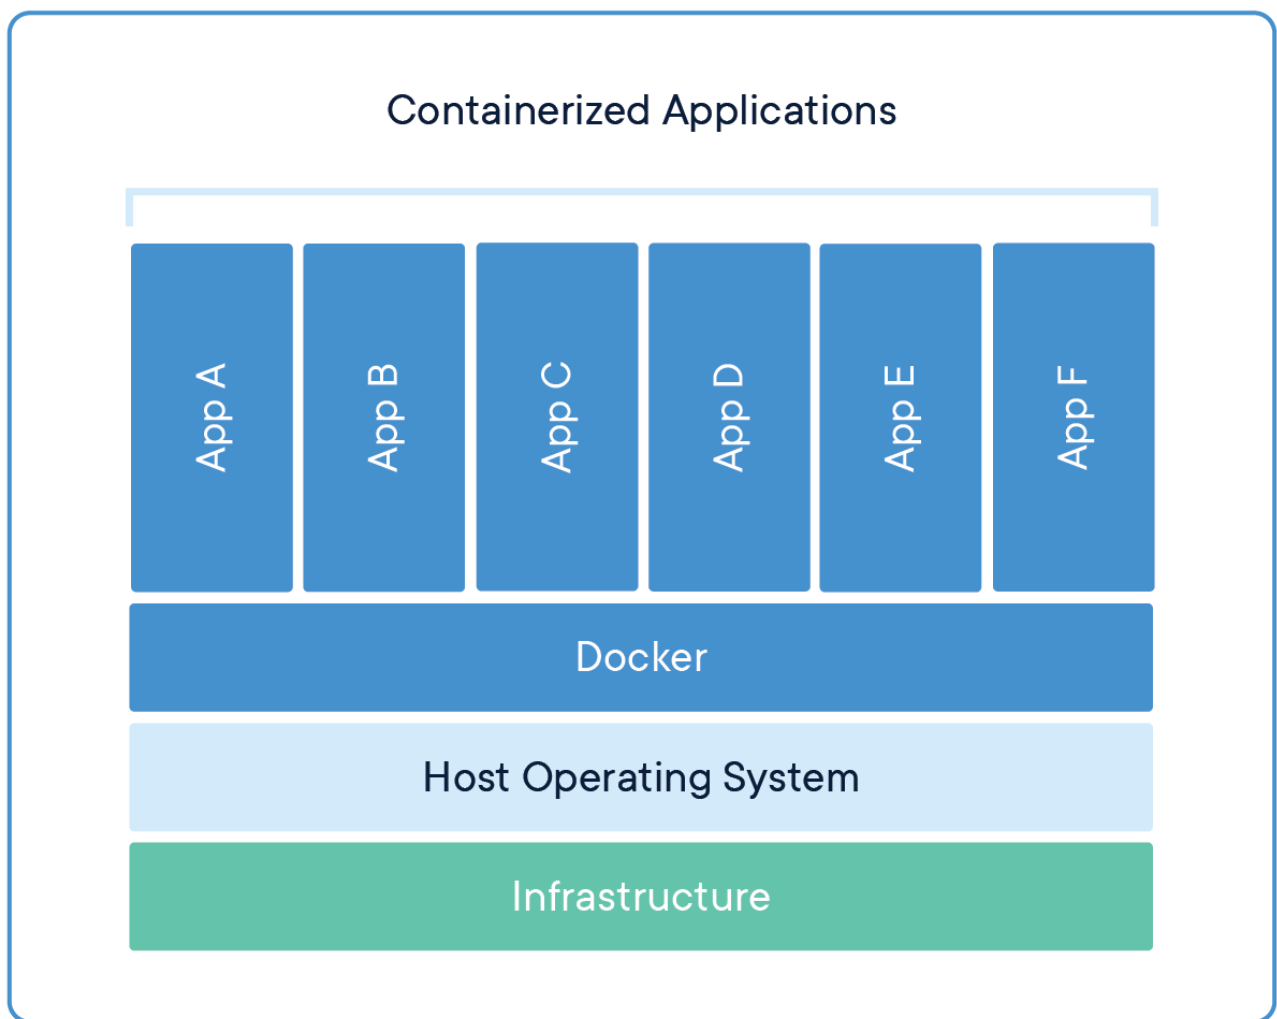 Containerized Applications
App A
App B
App C
App D
App E
App F
Docker
Host Operating System
Infrastructure